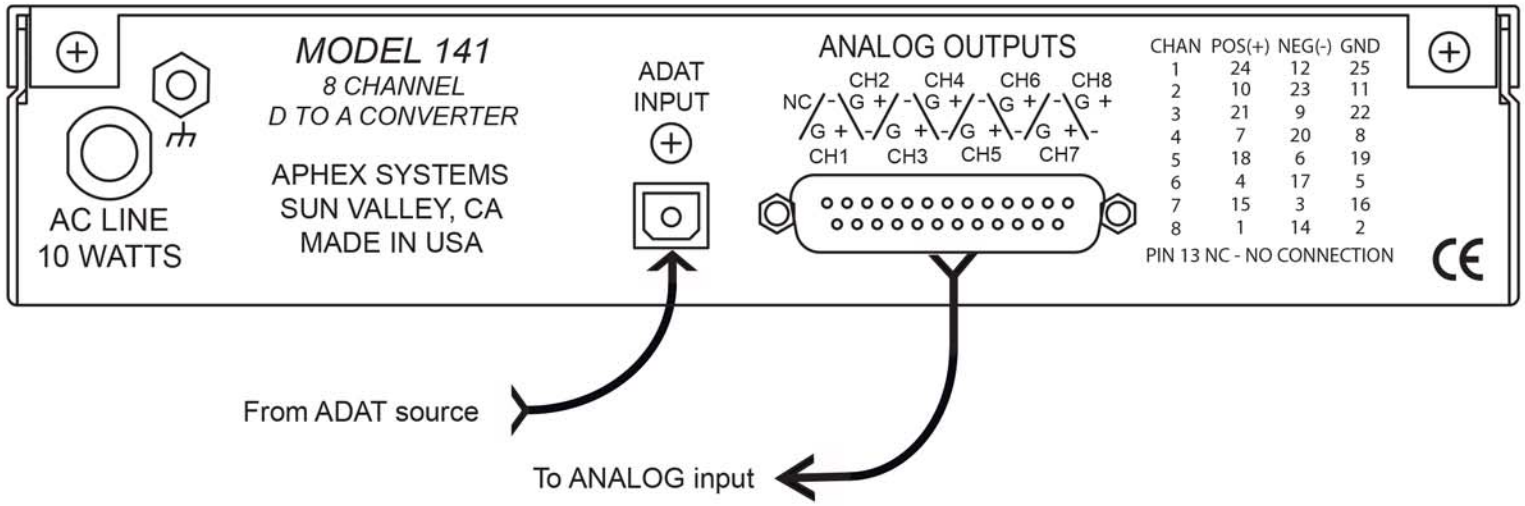 MODEL 141
8 CHANNEL
D TO A CONVERTER
APHEX SYSTEMS
SUN VALLEY, CA
MADE IN USA
AC LINE
10 WATTS
ADAT
INPUT
ANALOG OUTPUTS
CH2 CH4 CH6 CH8
NC - G + - G + - G + - G +
G + - G + - G + - G + -
CH1 CH3 CH5 CH7
CHAN POS(+) NEG(-) GND
1 24 12 25
2 10 23 11
3 21 9 22
4 7 20 8
5 18 6 19
6 4 17 5
7 15 3 16
8 1 14 2
PIN 13 NC - NO CONNECTION
CE
From ADAT source
To ANALOG input